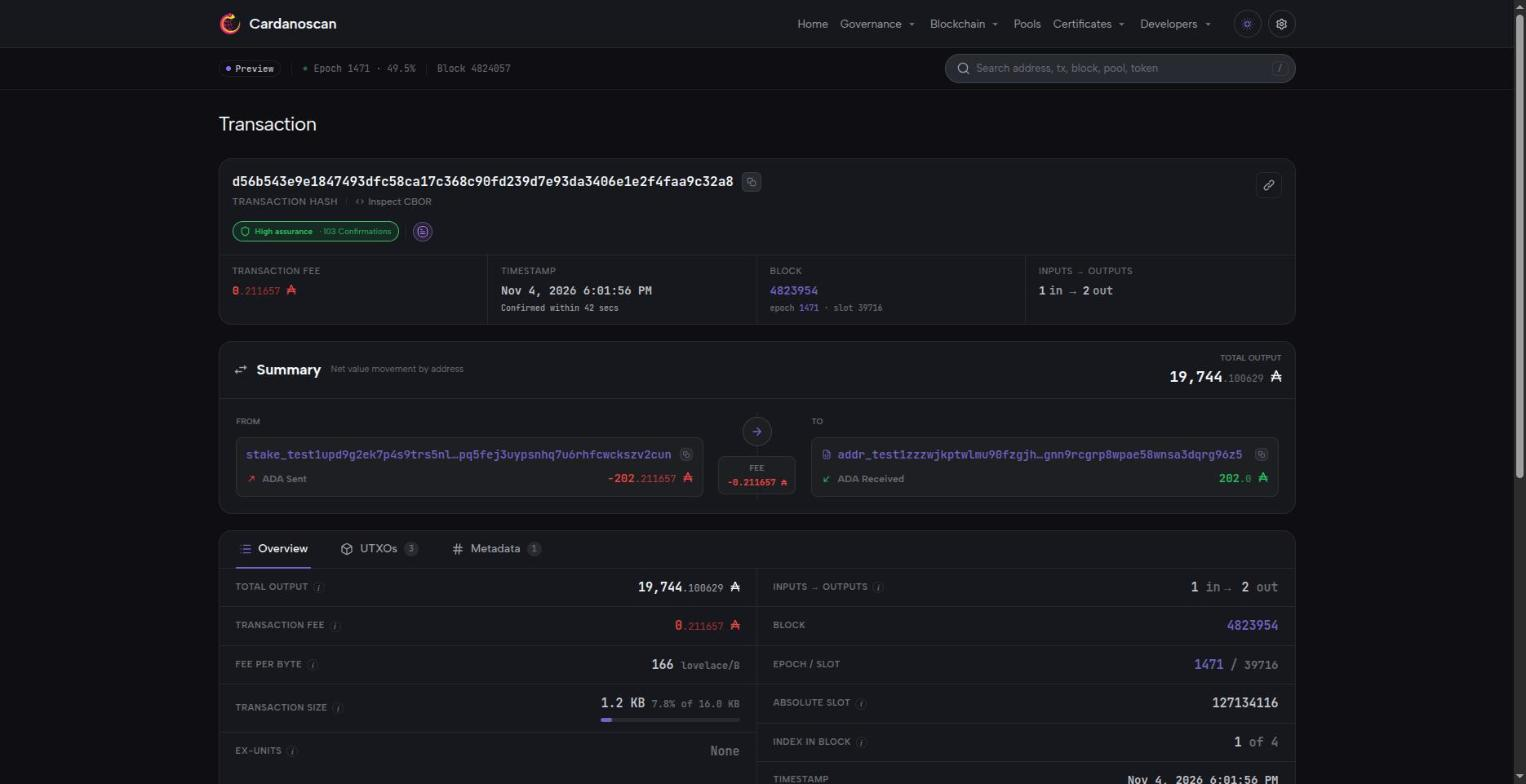 Cardanoscan
Home Governance Blockchain Pools Certificates Developers
Preview Epoch 1471 · 49.5% Block 4824057
Search address, tx, block, pool, token /
Transaction
d56b543e9e1847493dfc58ca17c368c90fd239d7e93da3406e1e2f4faa9c32a8
TRANSACTION HASH <> Inspect CBOR
High assurance · 103 Confirmations
TRANSACTION FEE TIMESTAMP BLOCK INPUTS → OUTPUTS
0.211657 ₳ Nov 4, 2026 6:01:56 PM 4823954 1 in → 2 out
Confirmed within 42 secs epoch 1471 · slot 39716
Summary Net value movement by address
TOTAL OUTPUT
19,744.100629 ₳
FROM TO
stake_test1upd9g2ek7p4s9trs5nl…pq5fej3uypsnhq7u6rhfcwckszv2cun
ADA Sent -202.211657 ₳
FEE
-0.211657 ₳
addr_test1zzzwjkptwlmu90fzgjh…gnn9rcgrp8wpae58wnsa3dqrg96z5
ADA Received 202.0 ₳
Overview UTXOs 3 Metadata 1
TOTAL OUTPUT i 19,744.100629 ₳
TRANSACTION FEE i 0.211657 ₳
FEE PER BYTE i 166 lovelace/B
TRANSACTION SIZE i 1.2 KB 7.8% of 16.0 KB
EX-UNITS i None
INPUTS → OUTPUTS i 1 in → 2 out
BLOCK 4823954
EPOCH / SLOT 1471 / 39716
ABSOLUTE SLOT i 127134116
INDEX IN BLOCK i 1 of 4
TIMESTAMP Nov 4, 2026 6:01:56 PM